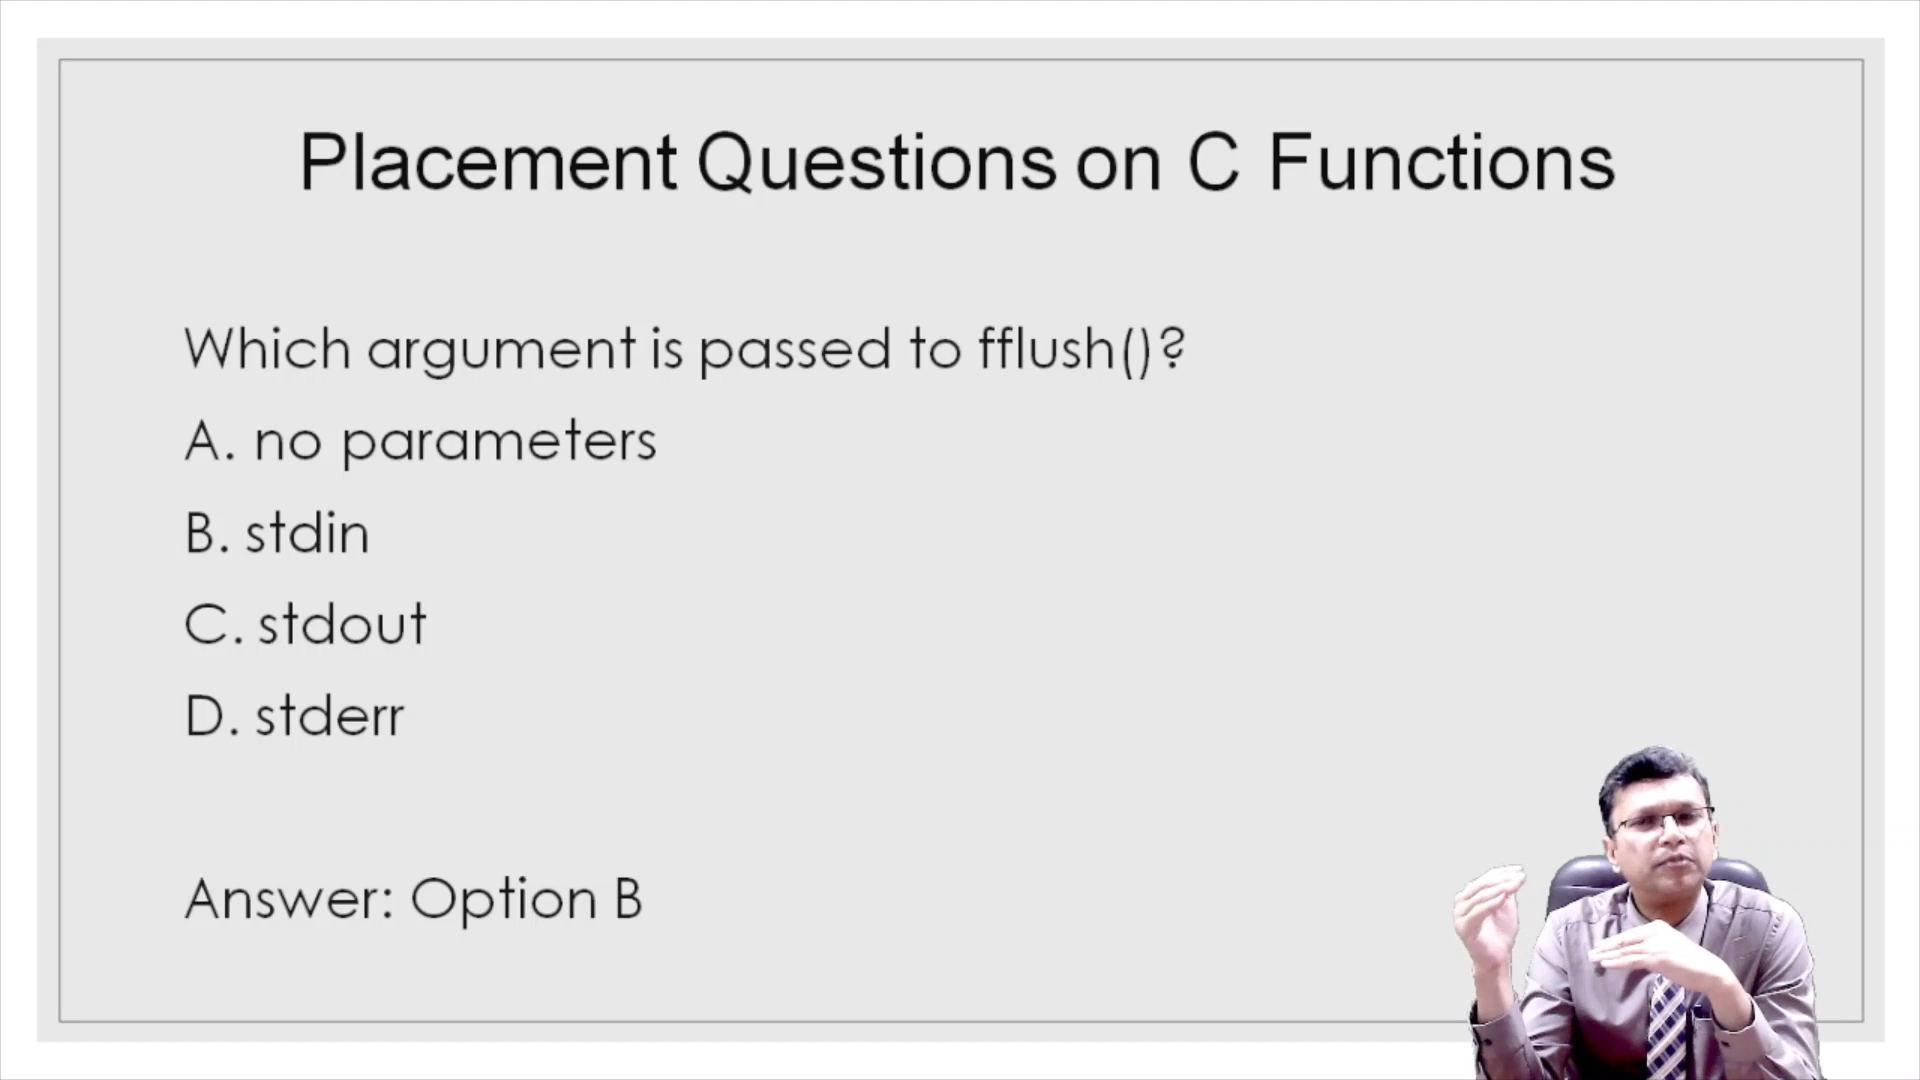 Placement Questions on C Functions
Which argument is passed to fflush()?
A. no parameters
B. stdin
C. stdout
D. stderr
Answer: Option B